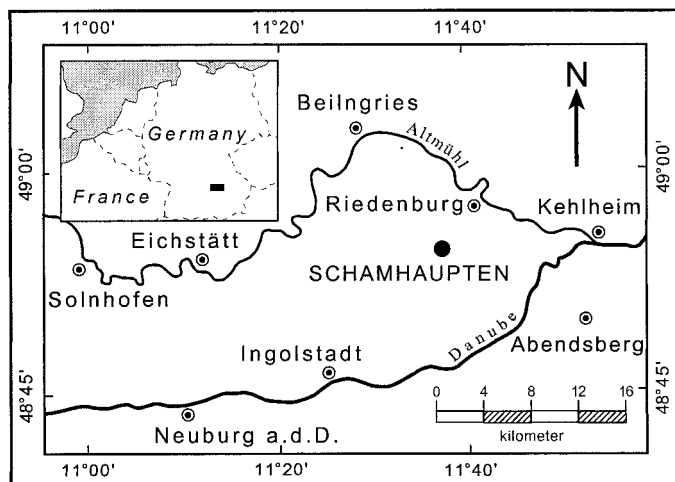 11°00' 11°20' 11°40'
N
Beilngries
Altmühl
Germany
France
49°00'
49°00'
Riedenburg
Kehlheim
Eichstätt
SCHAMHAUPTEN
Solnhofen
Danube
Abendsberg
Ingolstadt
48°45'
48°45'
0 4 8 12 16
kilometer
Neuburg a.d.D.
11°00' 11°20' 11°40'